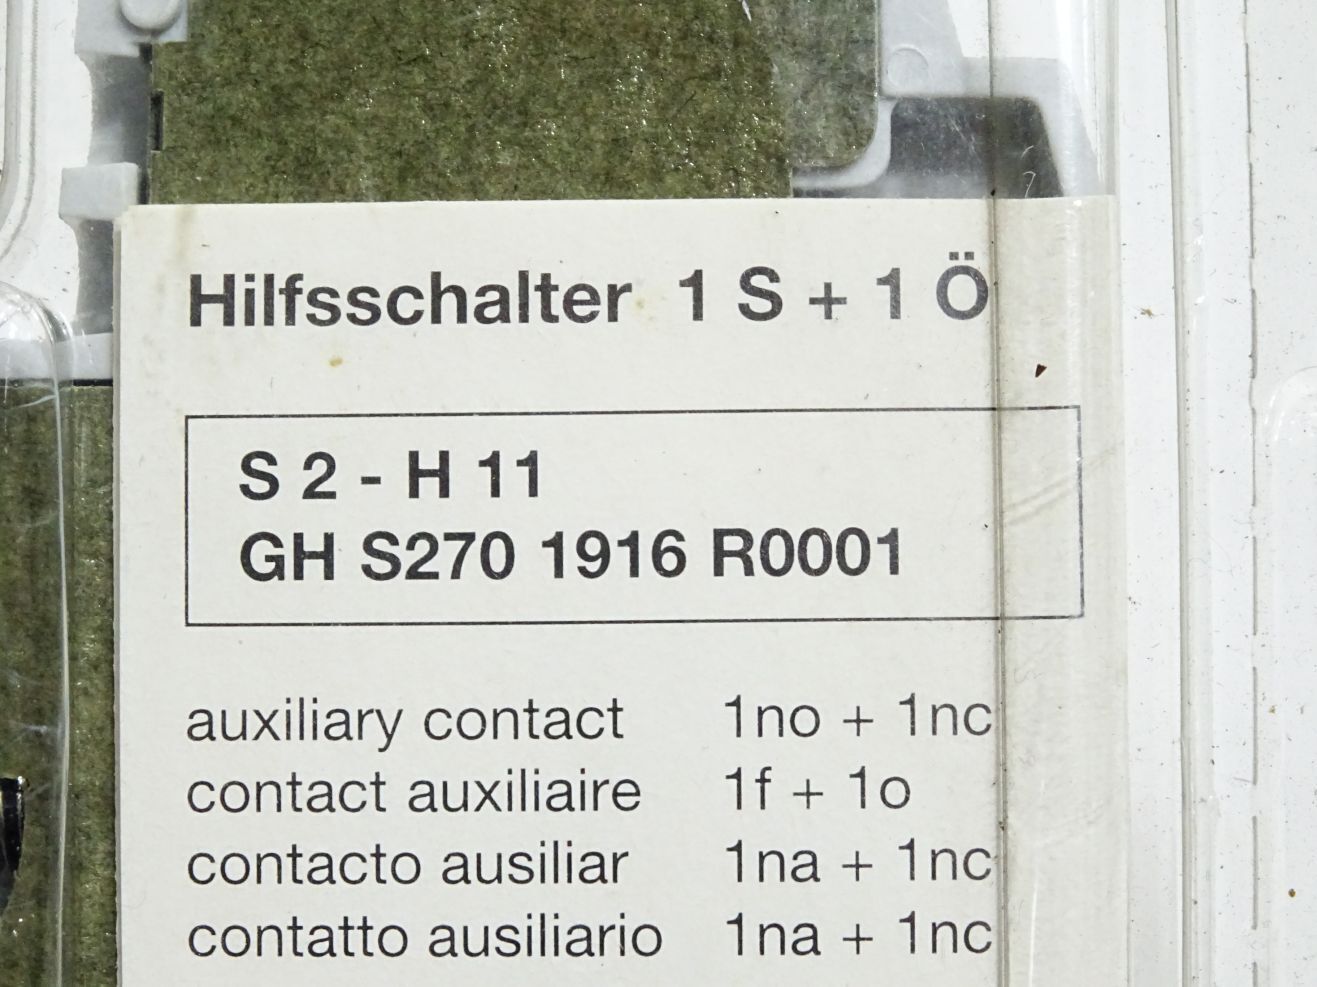 Hilfsschalter 1 S + 1 Ö
S 2 - H 11
GH S270 1916 R0001
auxiliary contact 1no + 1nc
contact auxiliaire 1f + 1o
contacto ausiliar 1na + 1nc
contatto ausiliario 1na + 1nc